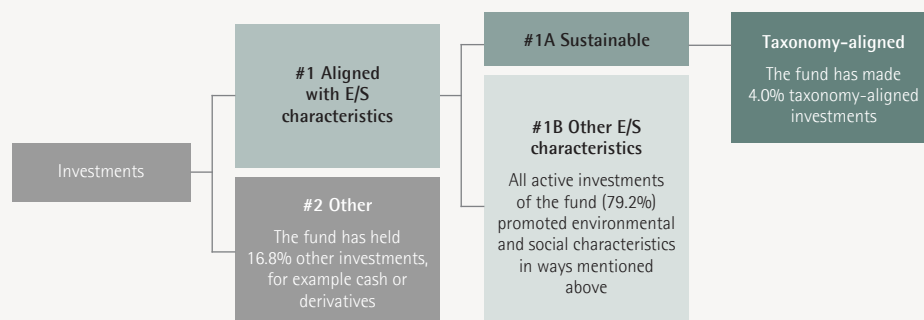 Investments
#1 Aligned
with E/S
characteristics
#2 Other
The fund has held
16.8% other investments,
for example cash or
derivatives
#1A Sustainable
#1B Other E/S
characteristics
All active investments
of the fund (79.2%)
promoted environmental
and social characteristics
in ways mentioned
above
Taxonomy-aligned
The fund has made
4.0% taxonomy-aligned
investments